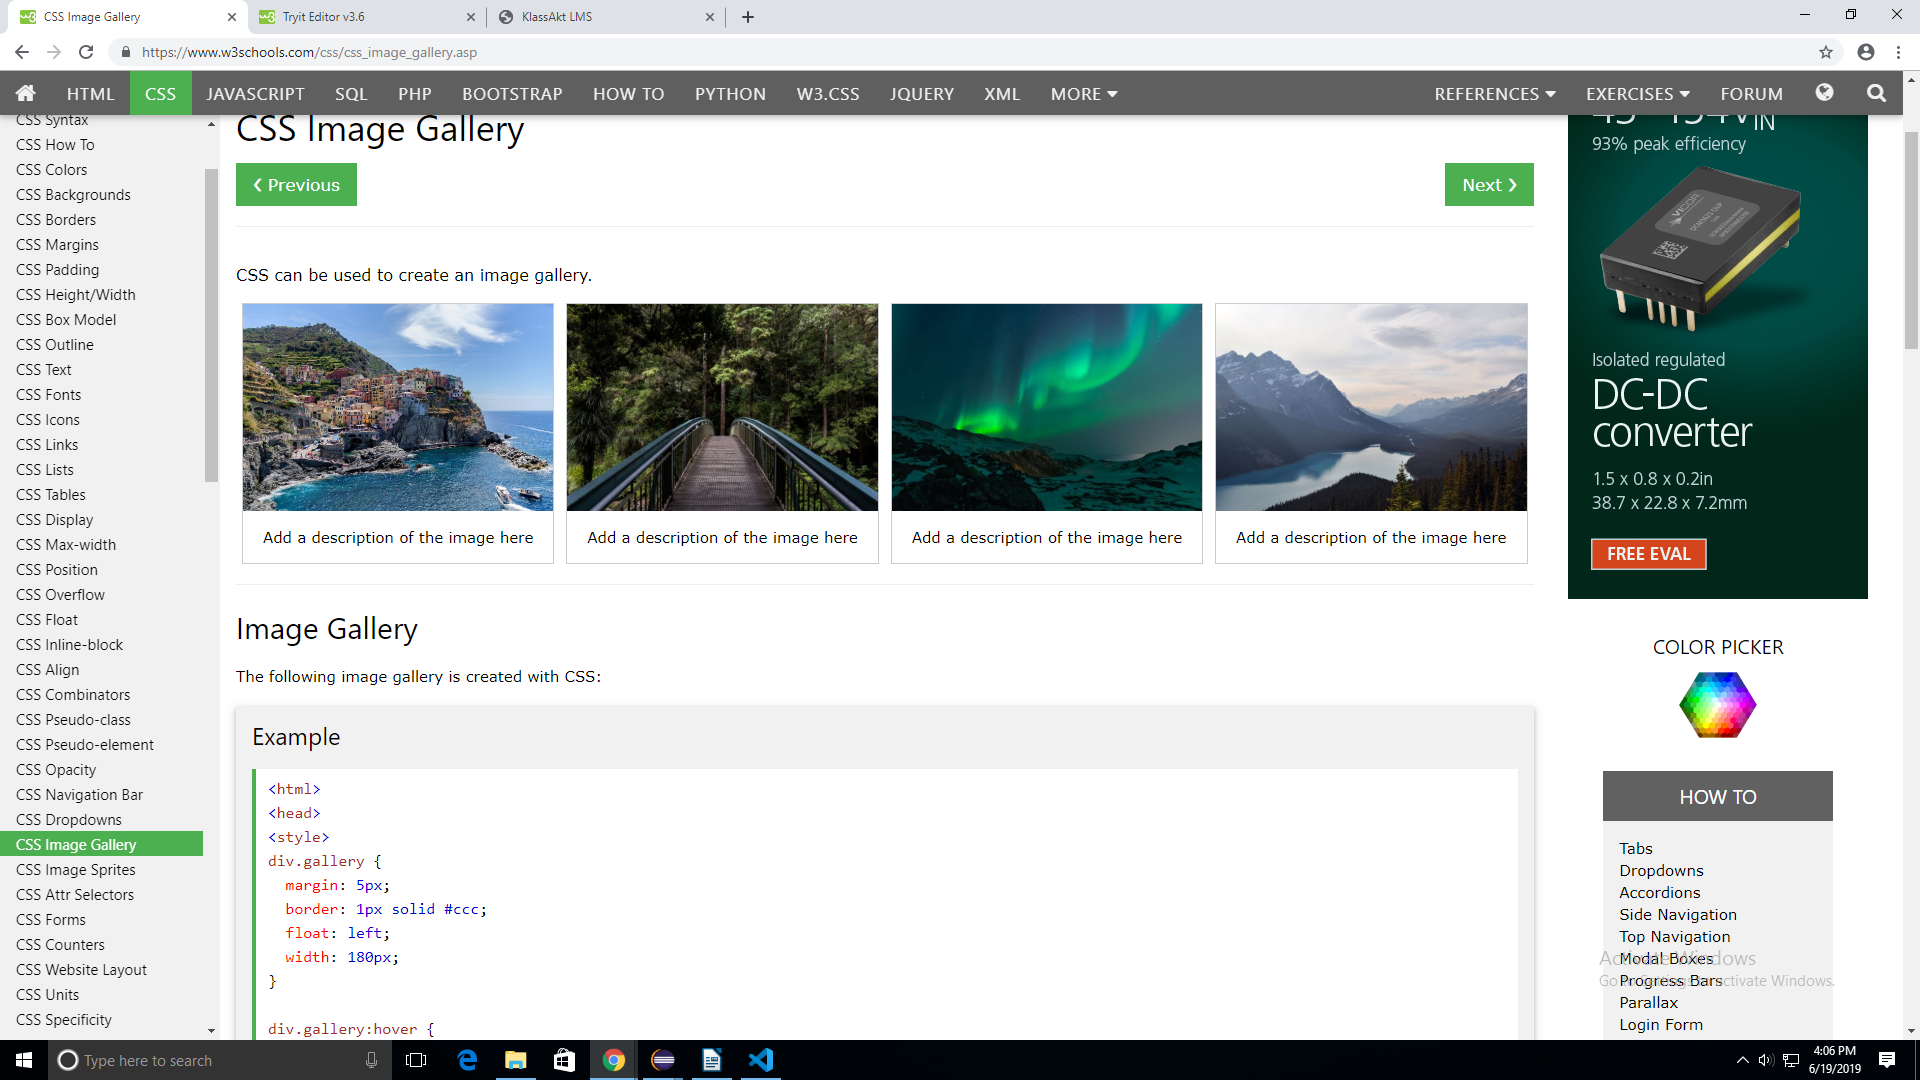 CSS Image Gallery
Tryit Editor v3.6
KlassAkt LMS
https://www.w3schools.com/css/css_image_gallery.asp
HTML CSS JAVASCRIPT SQL PHP BOOTSTRAP HOW TO PYTHON W3.CSS JQUERY XML MORE REFERENCES EXERCISES FORUM
CSS Syntax
CSS How To
CSS Colors
CSS Backgrounds
CSS Borders
CSS Margins
CSS Padding
CSS Height/Width
CSS Box Model
CSS Outline
CSS Text
CSS Fonts
CSS Icons
CSS Links
CSS Lists
CSS Tables
CSS Display
CSS Max-width
CSS Position
CSS Overflow
CSS Float
CSS Inline-block
CSS Align
CSS Combinators
CSS Pseudo-class
CSS Pseudo-element
CSS Opacity
CSS Navigation Bar
CSS Dropdowns
CSS Image Gallery
CSS Image Sprites
CSS Attr Selectors
CSS Forms
CSS Counters
CSS Website Layout
CSS Units
CSS Specificity
CSS Image Gallery
❮ Previous
Next ❯
CSS can be used to create an image gallery.
Add a description of the image here
Add a description of the image here
Add a description of the image here
Add a description of the image here
Image Gallery
The following image gallery is created with CSS:
Example
<html>
<head>
<style>
div.gallery {
  margin: 5px;
  border: 1px solid #ccc;
  float: left;
  width: 180px;
}
div.gallery:hover {
93% peak efficiency
VICOR
Isolated regulated
DC-DC
converter
1.5 x 0.8 x 0.2in
38.7 x 22.8 x 7.2mm
FREE EVAL
COLOR PICKER
HOW TO
Tabs
Dropdowns
Accordions
Side Navigation
Top Navigation
Modal Boxes
Progress Bars
Parallax
Login Form
Activate Windows
Go to Settings to activate Windows.
Type here to search
4:06 PM
6/19/2019